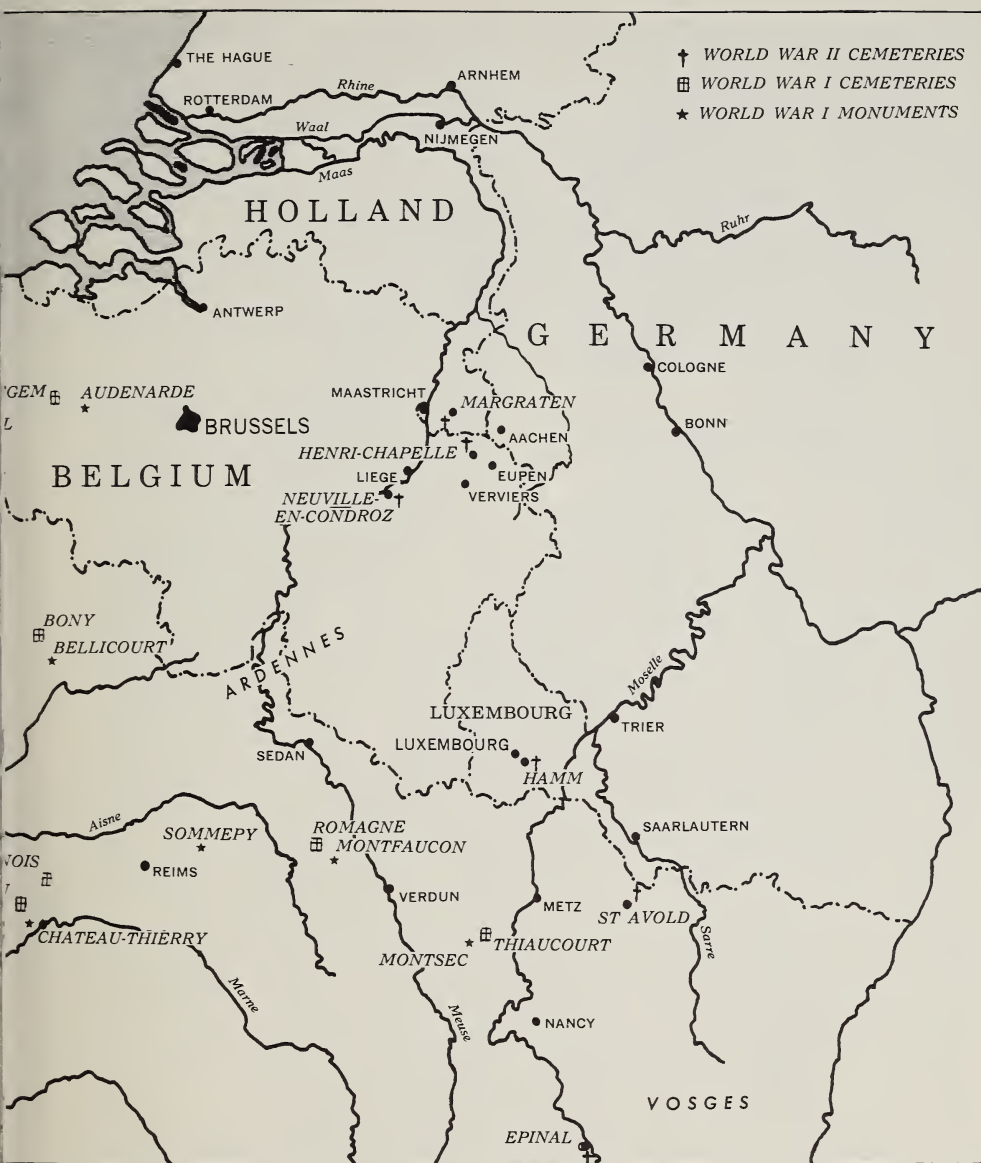 WORLD WAR II CEMETERIES
WORLD WAR I CEMETERIES
WORLD WAR I MONUMENTS
THE HAGUE
ROTTERDAM
Rhine
ARNHEM
Waal
NIJMEGEN
Maas
HOLLAND
Ruhr
ANTWERP
GERMANY
COLOGNE
GEM
AUDENARDE
MAASTRICHT
MARGRATEN
L
BRUSSELS
AACHEN
BONN
HENRI-CHAPELLE
BELGIUM
LIEGE
EUPEN
VERVIERS
NEUVILLE-
EN-CONDROZ
BONY
BELLICOURT
ARDENNES
Moselle
LUXEMBOURG
TRIER
LUXEMBOURG
SEDAN
HAMM
Aisne
SOMMEPY
ROMAGNE
MONTFAUCON
SAARLAUTERN
NOIS
REIMS
VERDUN
METZ
ST AVOLD
CHATEAU-THIERRY
THIAUCOURT
MONTSEC
Sarre
Marne
Meuse
NANCY
VOSGES
EPINAL